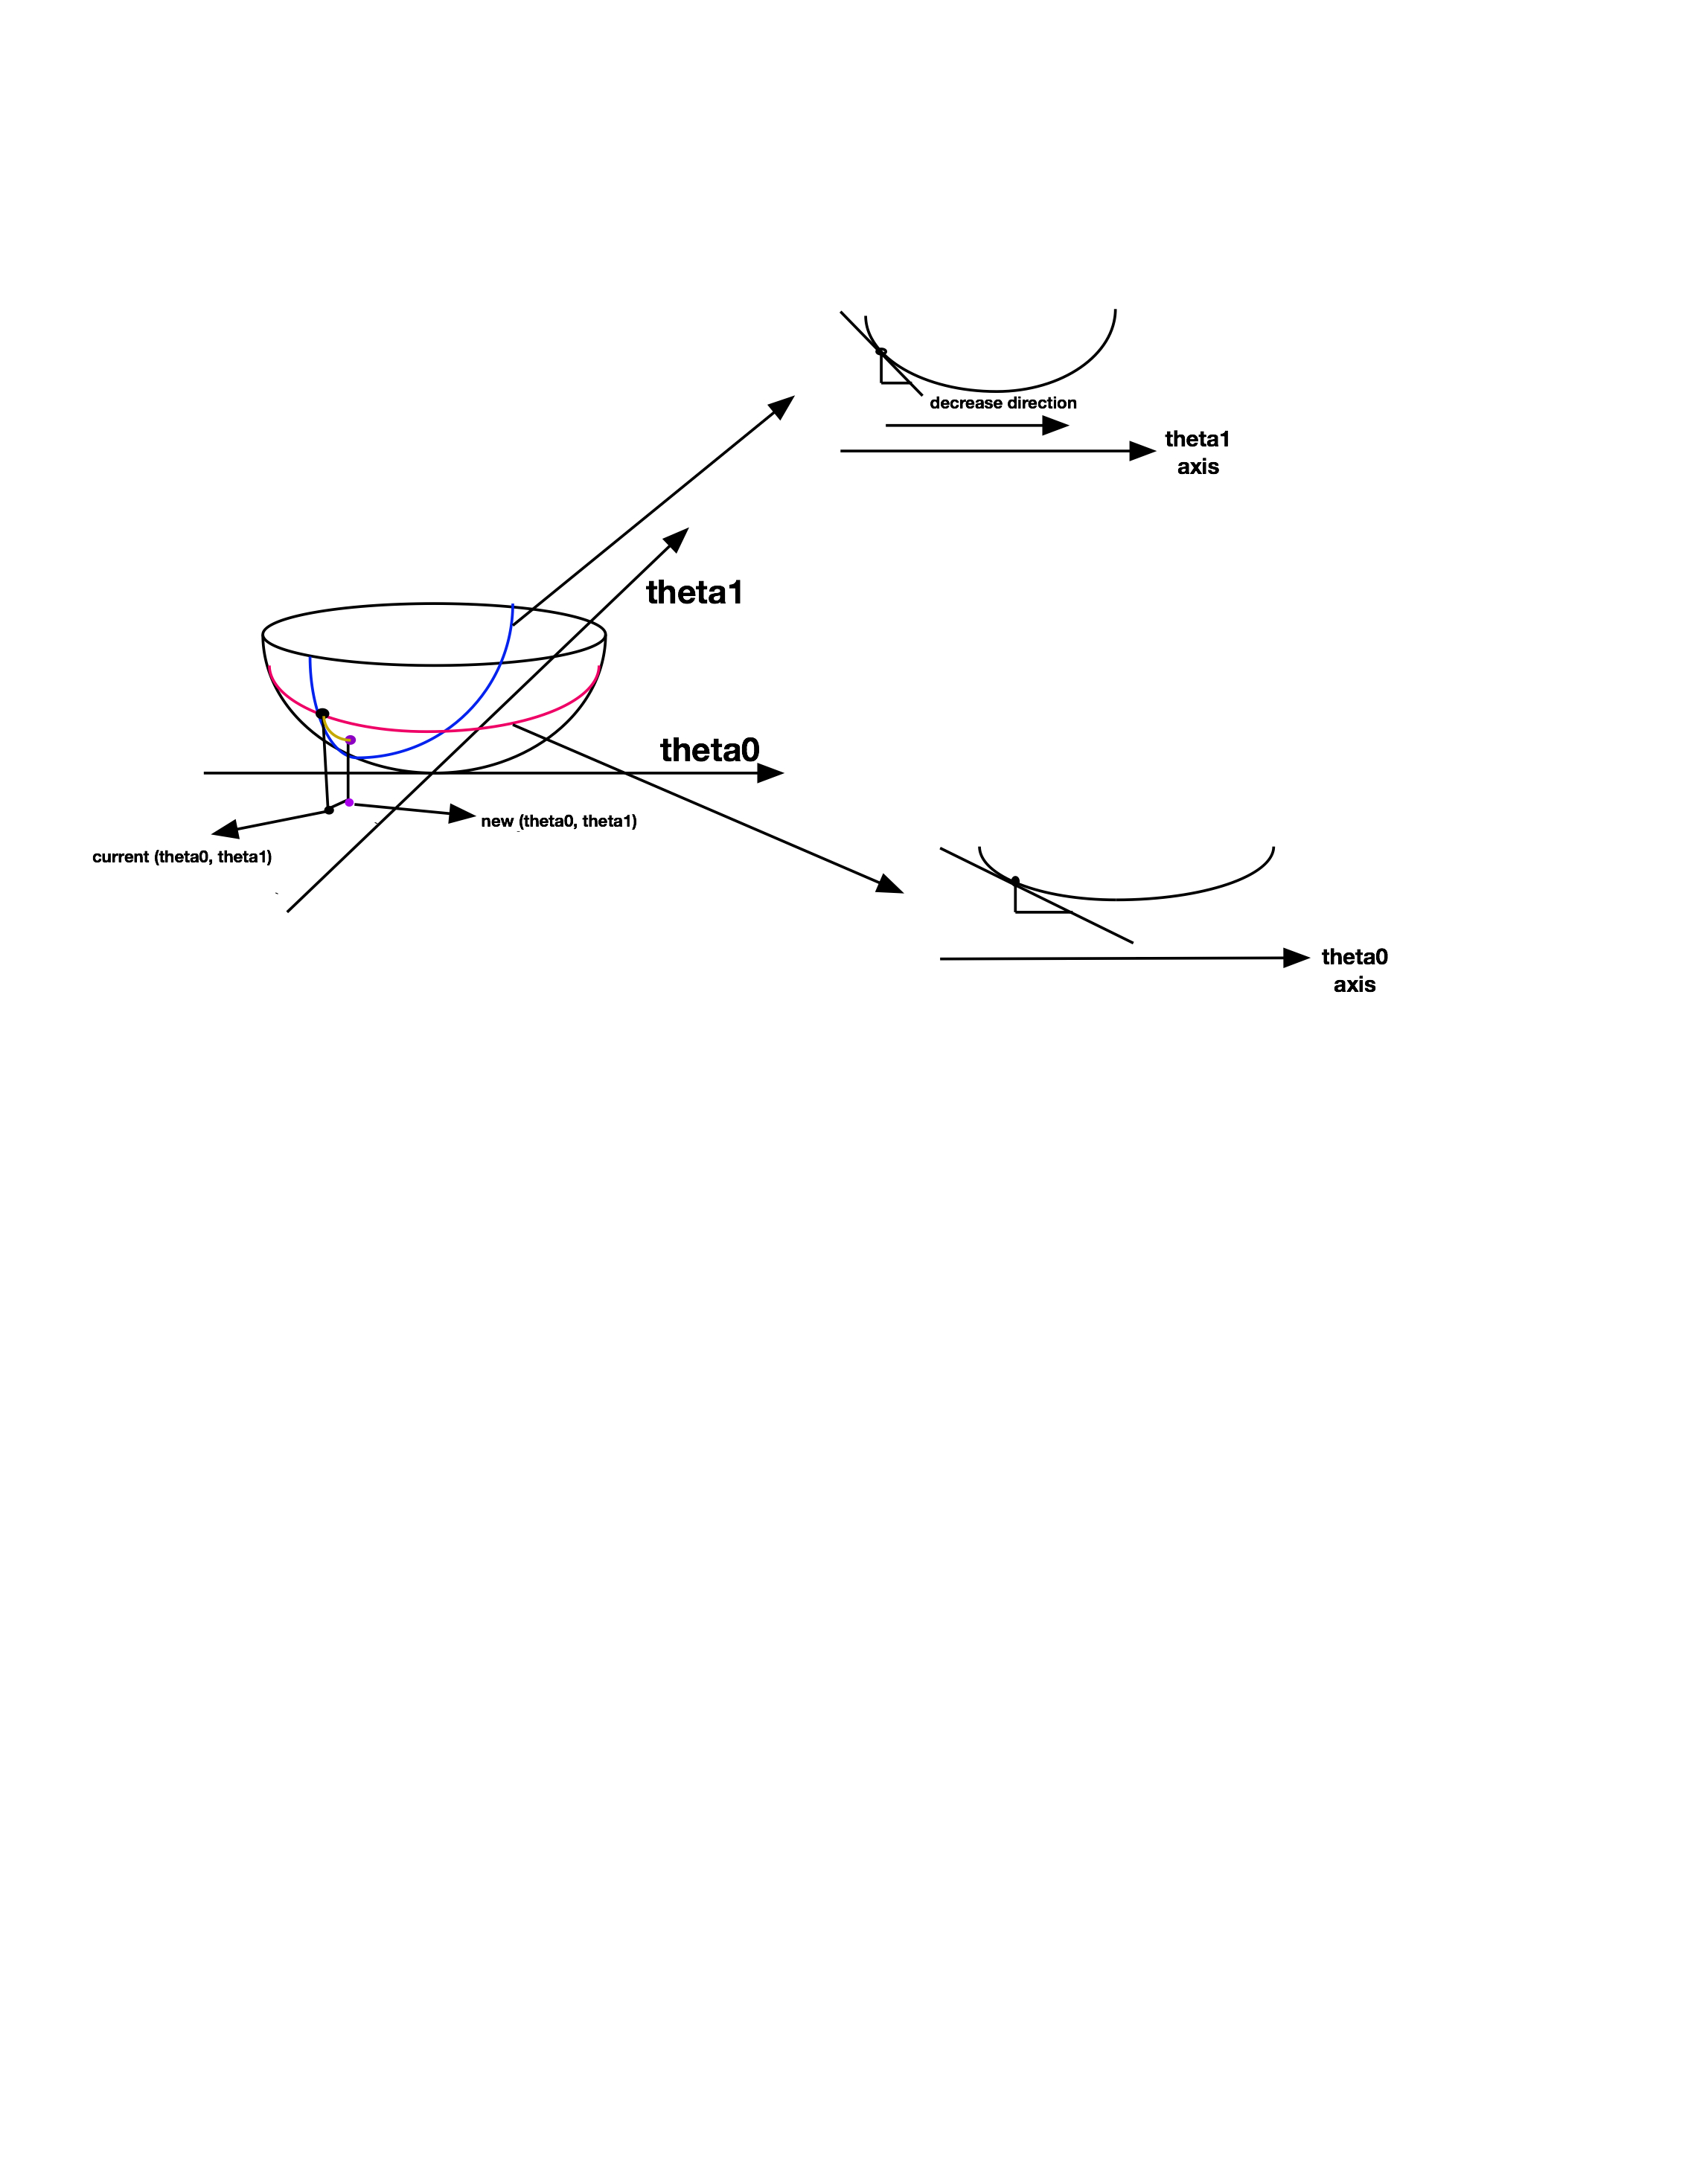 decrease direction
theta1
axis
theta1
theta0
new (theta0, theta1)
current (theta0, theta1)
theta0
axis